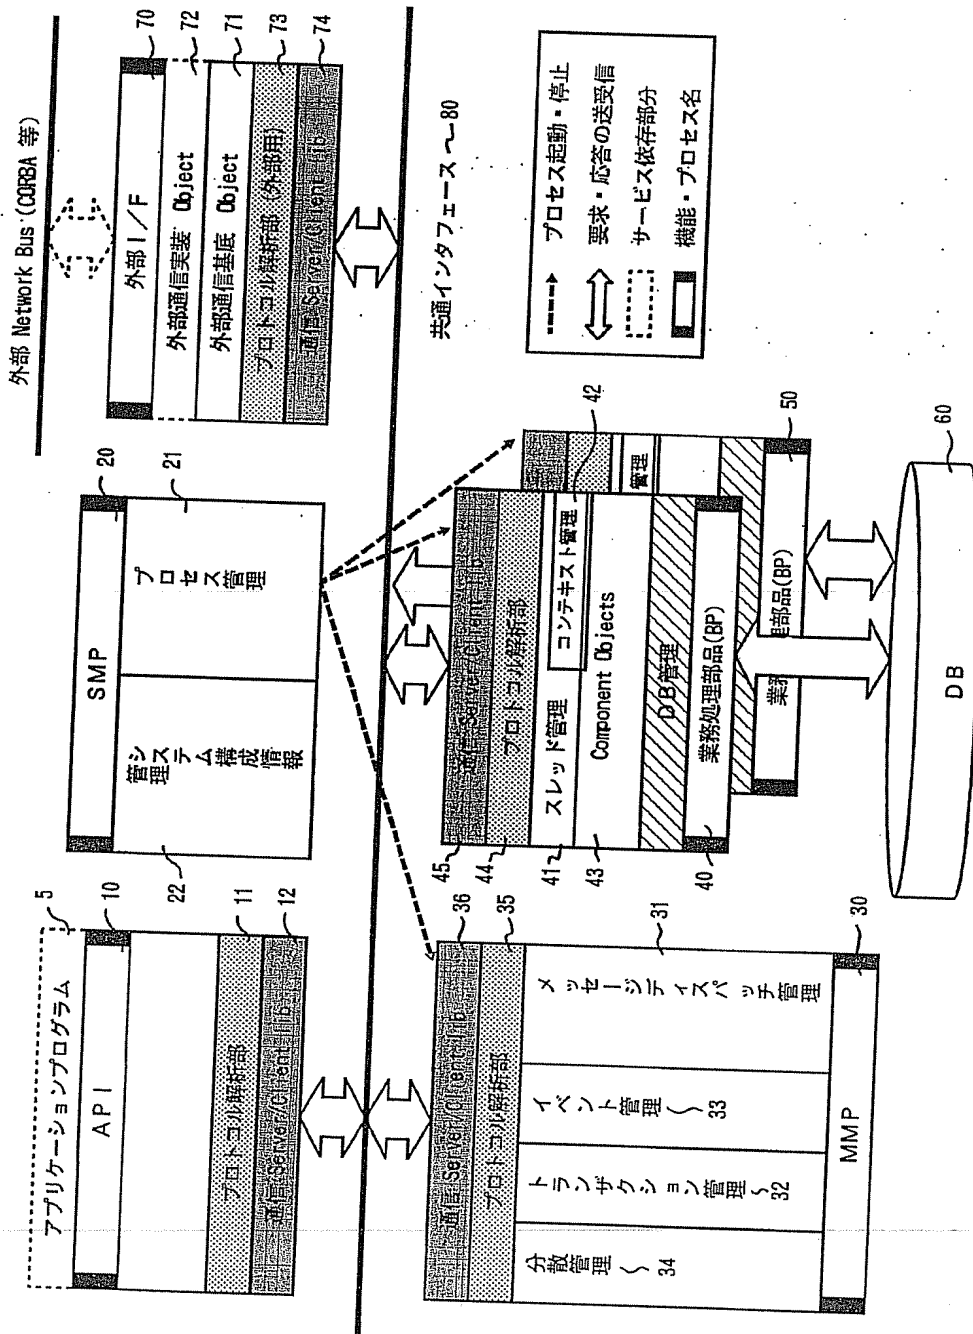 外部 Network Bus (CORBA 等)
アプリケーションプログラム
5
API
10
プロトコル解析部
11
通信 Server/Client lib
12
SMP
20
システム構成情報
管理
22
プロセス管理
21
外部 I/F
70
外部通信実装 Object
72
外部通信基底 Object
71
プロトコル解析部 (外部用)
73
通信 Server/Client lib
74
共通インタフェース
80
通信 Server/Client lib
36
プロトコル解析部
35
分散管理
34
トランザクション管理
32
イベント管理
33
メッセージディスパッチ管理
31
MMP
30
通信 Server/Client lib
45
プロトコル解析部
44
スレッド管理
41
コンテキスト管理
42
Component Objects
43
DB管理
業務処理部品(BP)
40
管理
業務
理部品(BP)
50
DB
60
プロセス起動・停止
要求・応答の送受信
サービス依存部分
機能・プロセス名